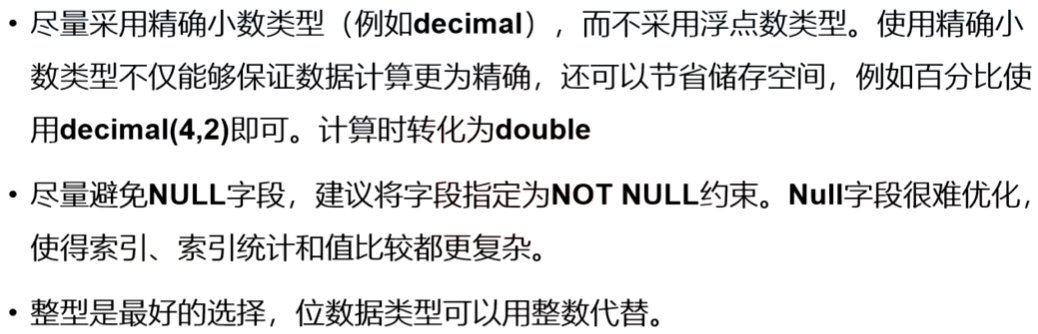 • 尽量采用精确小数类型（例如decimal），而不采用浮点数类型。使用精确小
数类型不仅能够保证数据计算更为精确，还可以节省储存空间，例如百分比使
用decimal(4,2)即可。计算时转化为double
• 尽量避免NULL字段，建议将字段指定为NOT NULL约束。Null字段很难优化，
使得索引、索引统计和值比较都更复杂。
• 整型是最好的选择，位数据类型可以用整数代替。